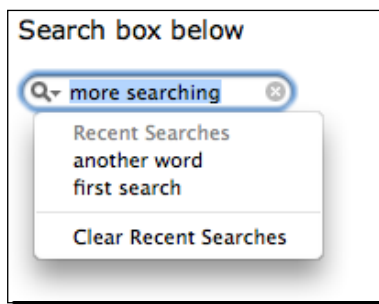 Search box below
more searching
Recent Searches
another word
first search
Clear Recent Searches